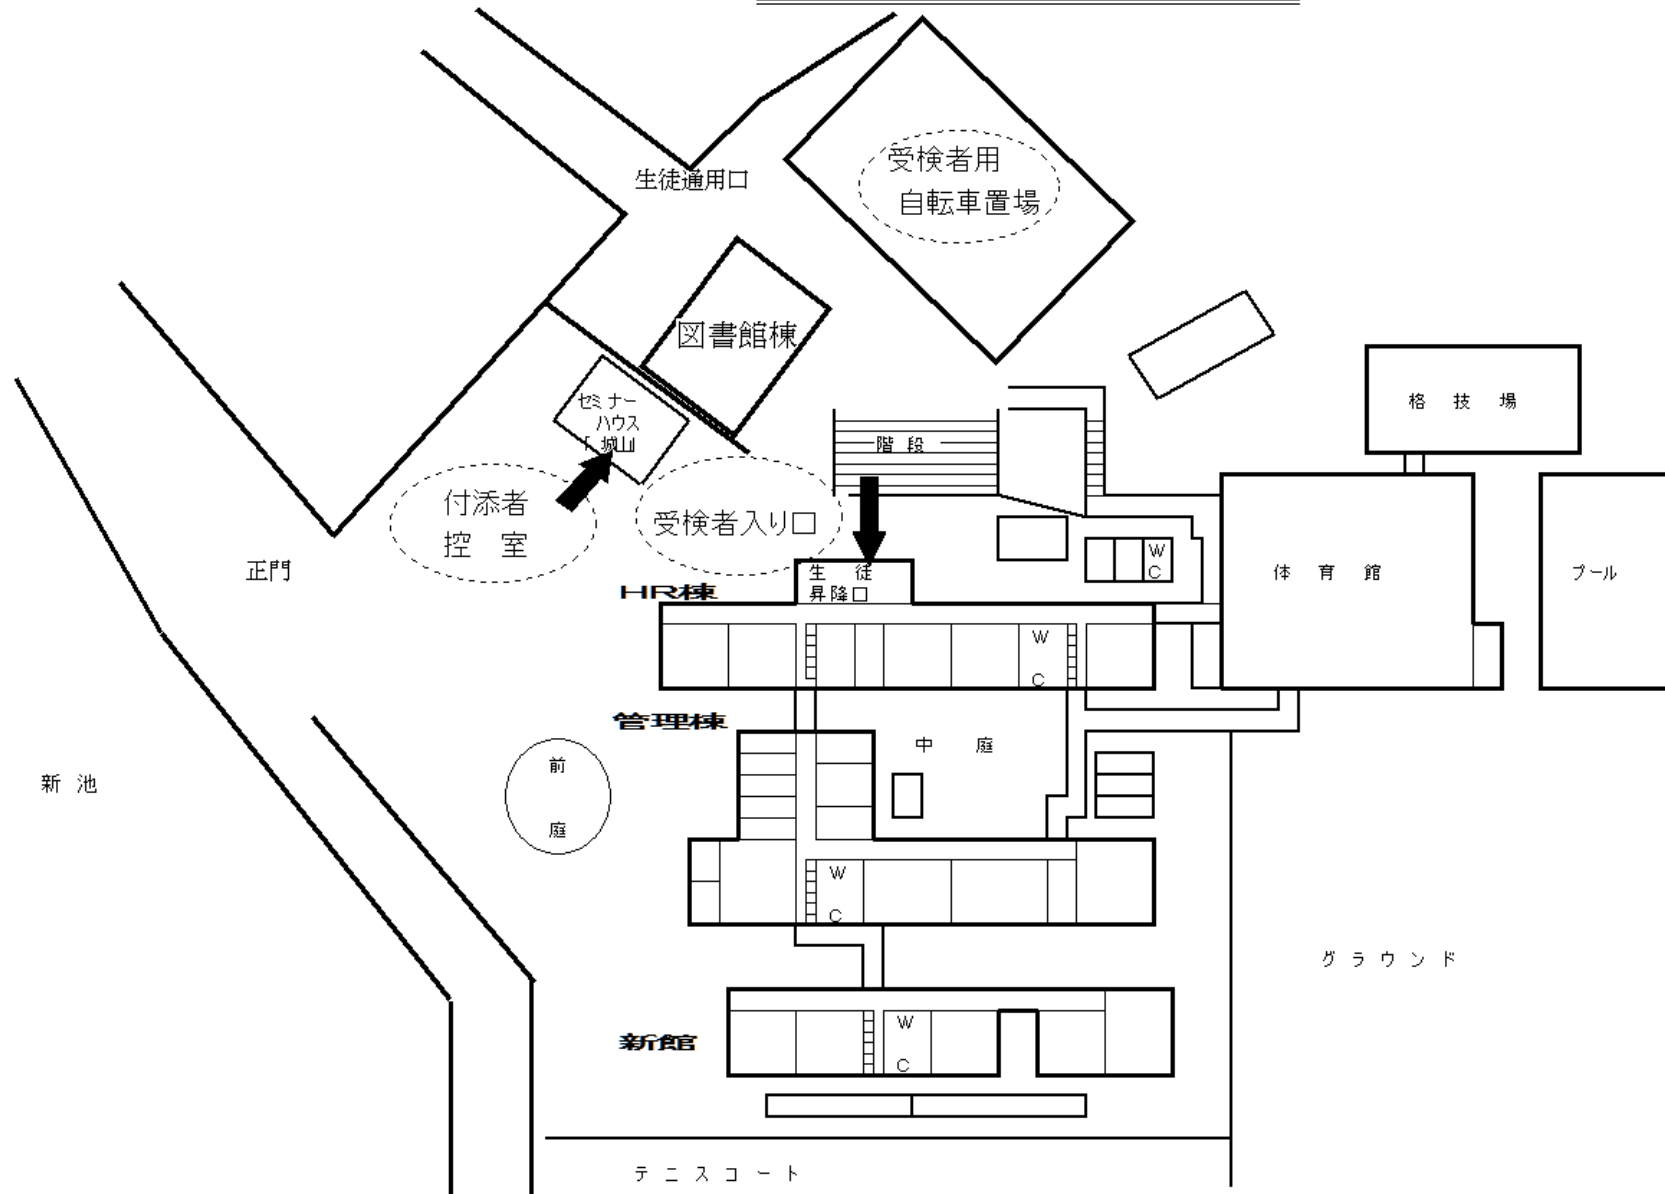 生徒通用口
受検者用
自転車置場
図書館棟
セミナー
ハウス
「城山
階段
格技場
付添者
控室
受検者入り口
正門
生徒
昇降口
HR棟
W
C
体育館
プール
W
C
管理棟
中庭
前
庭
新池
W
C
グラウンド
新館
W
C
テニスコート